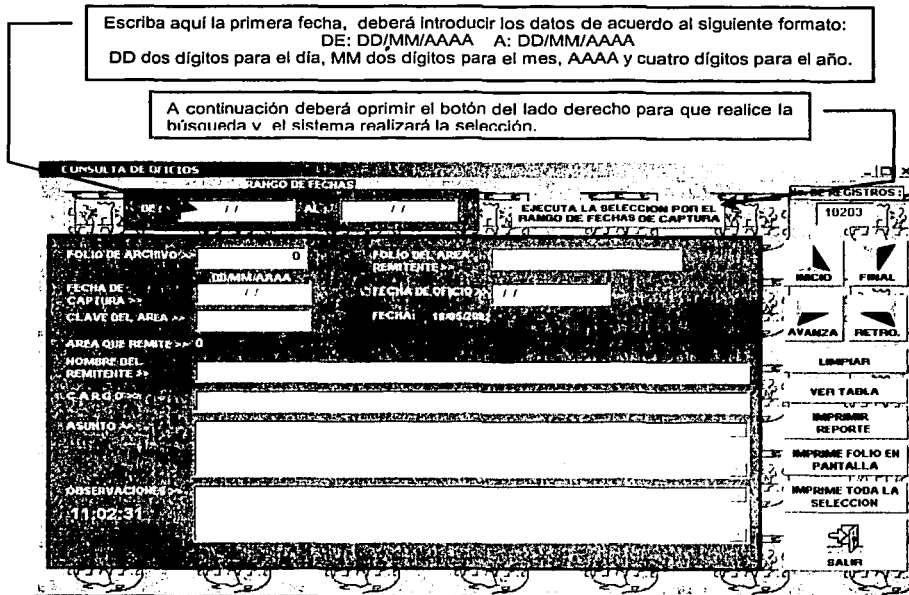 Escriba aquí la primera fecha, deberá introducir los datos de acuerdo al siguiente formato:
DE: DD/MM/AAAA A: DD/MM/AAAA
DD dos dígitos para el día, MM dós dígitos para el mes, AAAA y cuatro dígitos para el año.
A continuación deberá oprimir el botón del lado derecho para que realice la
búsqueda y el sistema realizará la selección.
CONSULTA DE OFICIOS
RANGO DE FECHAS
DE: / / AL: / /
EJECUTA LA SELECCION POR EL
RANGO DE FECHAS DE CAPTURA
DE REGISTROS :
10203
FOLIO DE ARCHIVO >> 0
FOLIO DEL AREA
REMITENTE >>
DD/MM/AAAA
FECHA DE
CAPTURA >> / /
FECHA DE OFICIO >> / /
CLAVE DEL AREA >>
FECHA: 18/05/200
AREA QUE REMITE >> 0
NOMBRE DEL
REMITENTE >>
C A R G O >>
ASUNTO >>
OBSERVACIONES >>
11:02:31
INICIO FINAL
AVANZA RETRO.
LIMPIAR
VER TABLA
IMPRIMIR
REPORTE
IMPRIME FOLIO EN
PANTALLA
IMPRIME TODA LA
SELECCION
SALIR